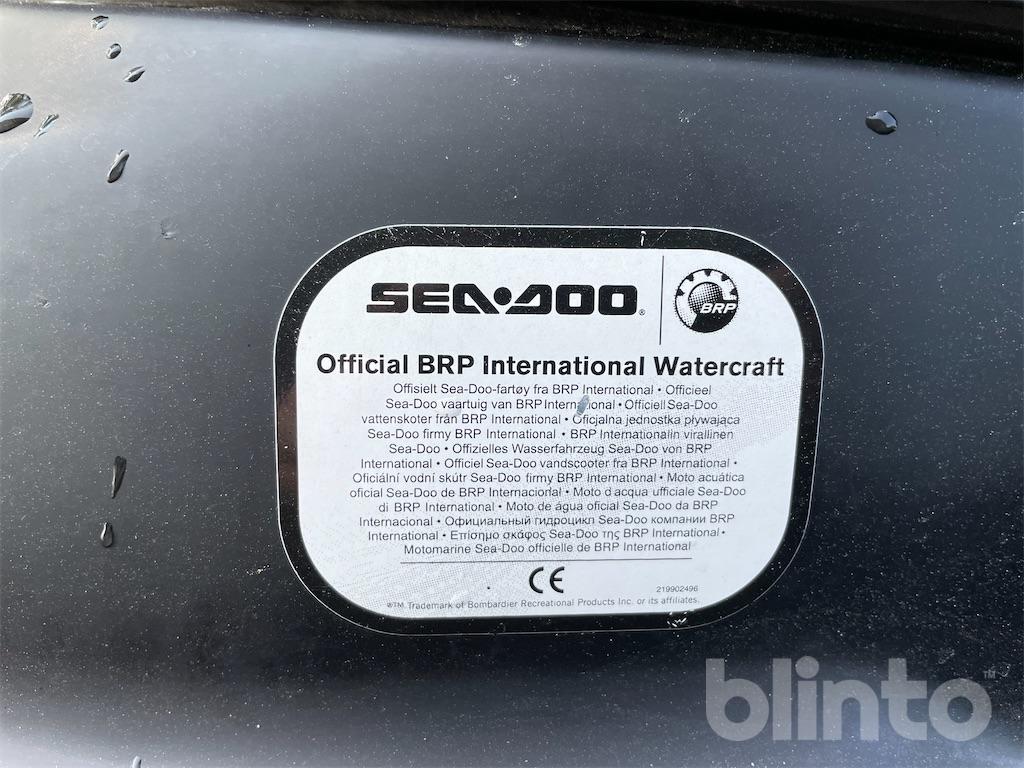 SEA-DOO® BRP
Official BRP International Watercraft
Offisielt Sea-Doo-fartøy fra BRP International • Officieel
Sea-Doo vaartuig van BRP International • Officiell Sea-Doo
vattenskoter från BRP International • Oficjalna jednostka pływająca
Sea-Doo firmy BRP International • BRP Internationalin virallinen
Sea-Doo • Offizielles Wasserfahrzeug Sea-Doo von BRP
International • Officiel Sea-Doo vandscooter fra BRP International •
Oficiální vodní skútr Sea-Doo firmy BRP International • Moto acuática
oficial Sea-Doo de BRP Internacional • Moto d'acqua ufficiale Sea-Doo
di BRP International • Moto de água oficial Sea-Doo da BRP
Internacional • Официальный гидроцикл Sea-Doo компании BRP
International • Επίσημο σκάφος Sea-Doo της BRP International •
Motomarine Sea-Doo officielle de BRP International
CE
219902496
®TM Trademark of Bombardier Recreational Products Inc. or its affiliates.
blinto™